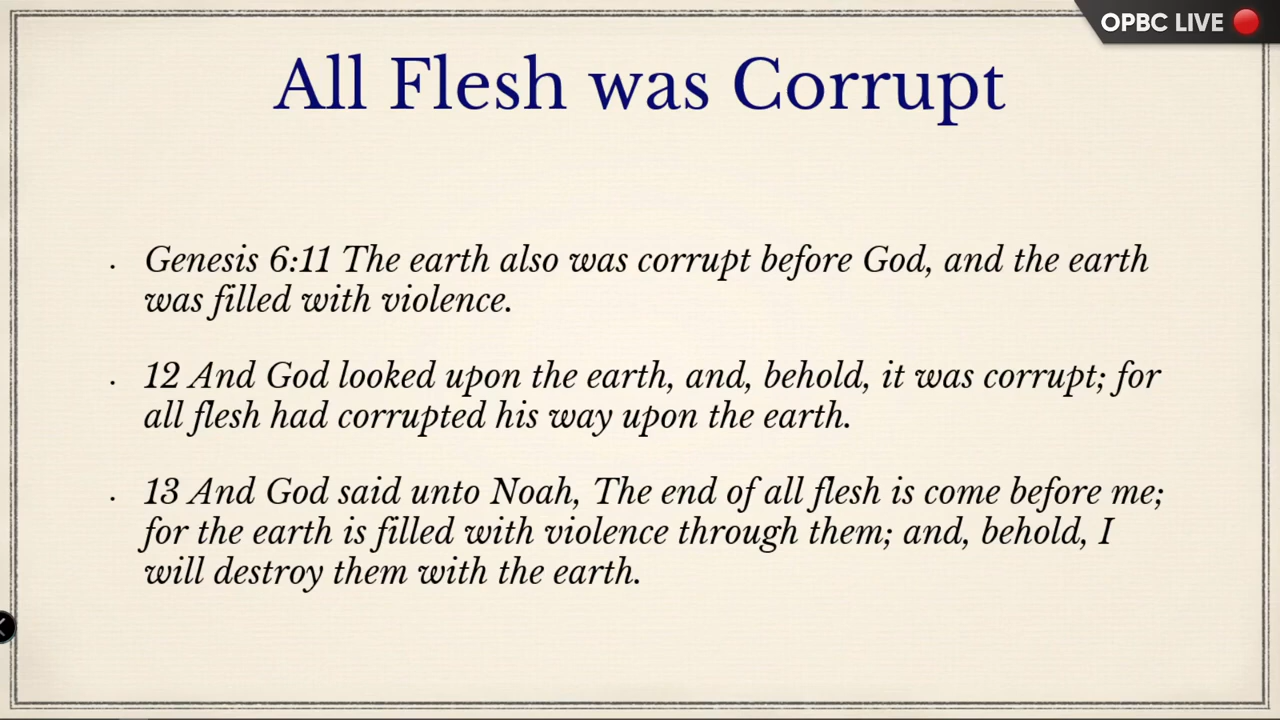 OPBC LIVE
All Flesh was Corrupt
• Genesis 6:11 The earth also was corrupt before God, and the earth
was filled with violence.
• 12 And God looked upon the earth, and, behold, it was corrupt; for
all flesh had corrupted his way upon the earth.
• 13 And God said unto Noah, The end of all flesh is come before me;
for the earth is filled with violence through them; and, behold, I
will destroy them with the earth.